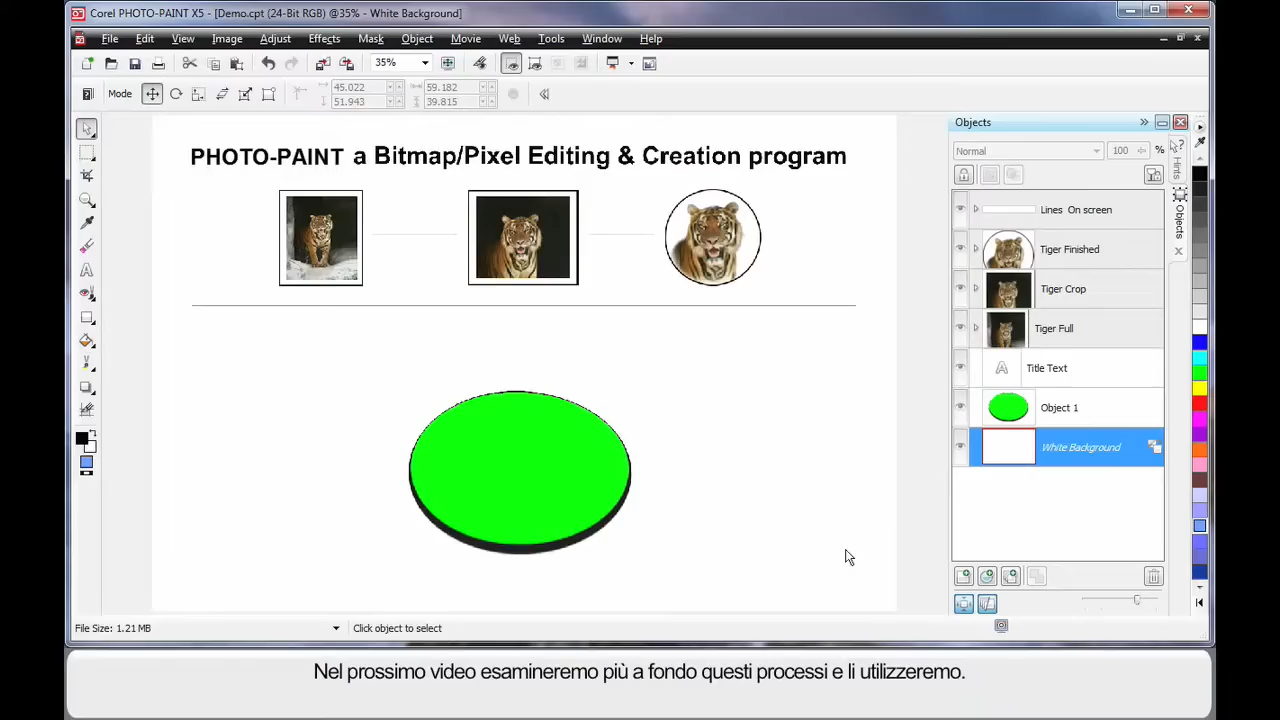 Corel PHOTO-PAINT X5 - [Demo.cpt (24-Bit RGB) @35% - White Background]
File Edit View Image Adjust Effects Mask Object Movie Web Tools Window Help
35%
Mode
45.022
51.943
59.182
39.815
Objects
Normal
100 %
PHOTO-PAINT a Bitmap/Pixel Editing & Creation program
Lines On screen
Tiger Finished
Tiger Crop
Tiger Full
Title Text
Object 1
White Background
Hints
Objects
File Size: 1.21 MB
Click object to select
Nel prossimo video esamineremo più a fondo questi processi e li utilizzeremo.